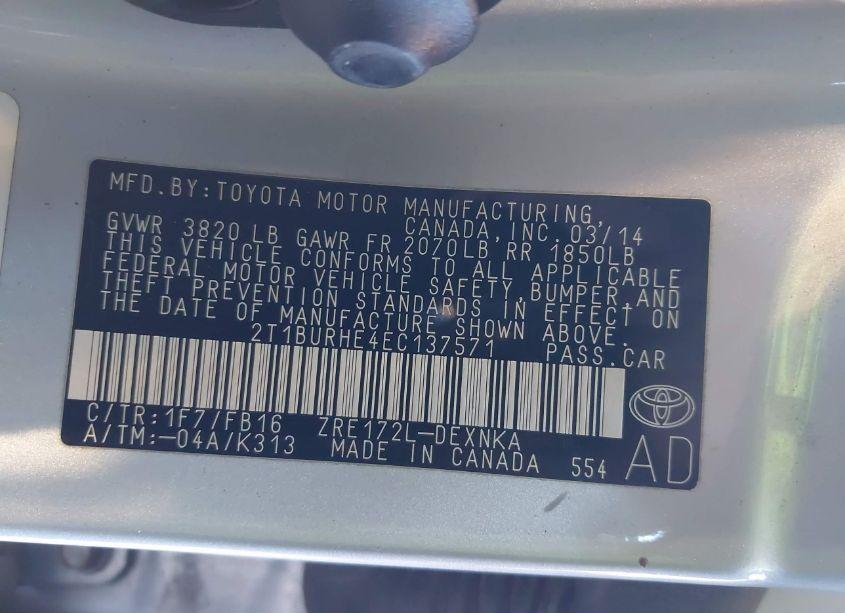 MFD.BY:TOYOTA MOTOR MANUFACTURING,
CANADA,INC. 03/14
GVWR 3820 LB GAWR FR 2070LB RR 1850LB
THIS VEHICLE CONFORMS TO ALL APPLICABLE
FEDERAL MOTOR VEHICLE SAFETY,BUMPER,AND
THEFT PREVENTION STANDARDS IN EFFECT ON
THE DATE OF MANUFACTURE SHOWN ABOVE.
2T1BURHE4EC137571 PASS.CAR
C/TR:1F7/FB16 ZRE172L-DEXNKA
A/TM:-04A/K313 MADE IN CANADA 554 AD